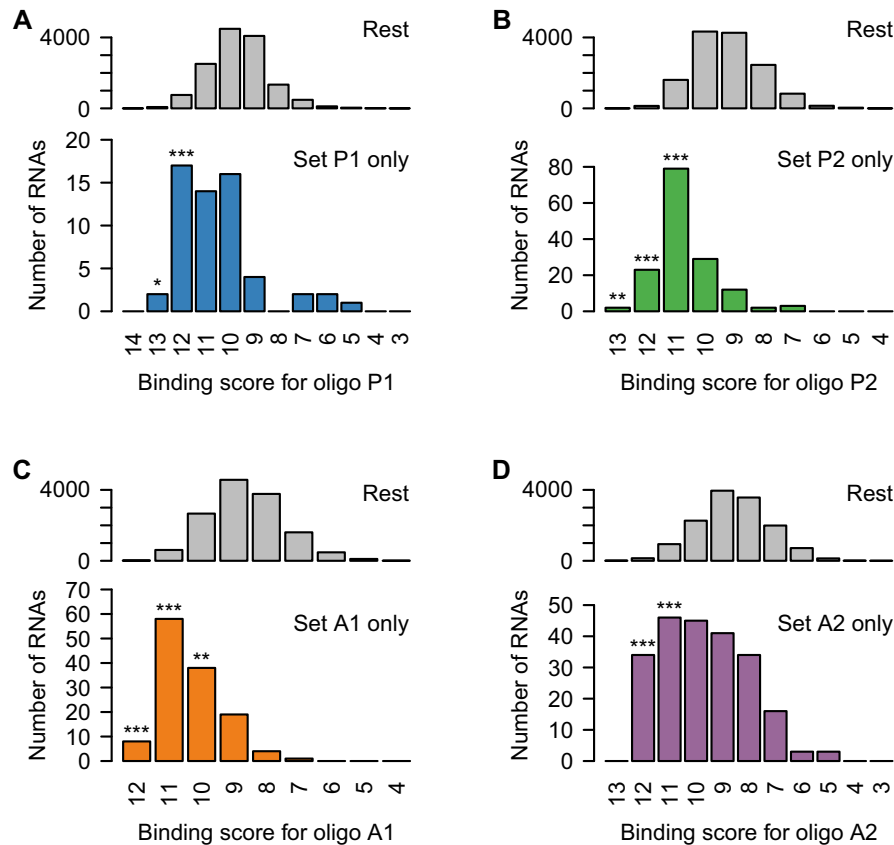 A
Rest
4000
0
Set P1 only
Number of RNAs
20
15
10
5
0
*
***
14 13 12 11 10 9 8 7 6 5 4 3
Binding score for oligo P1
B
Rest
4000
0
Set P2 only
Number of RNAs
80
60
40
20
0
**
***
***
13 12 11 10 9 8 7 6 5 4
Binding score for oligo P2
C
Rest
4000
0
Set A1 only
Number of RNAs
70
60
50
40
30
20
10
0
***
***
**
12 11 10 9 8 7 6 5 4
Binding score for oligo A1
D
Rest
4000
0
Set A2 only
Number of RNAs
50
40
30
20
10
0
***
***
13 12 11 10 9 8 7 6 5 4 3
Binding score for oligo A2